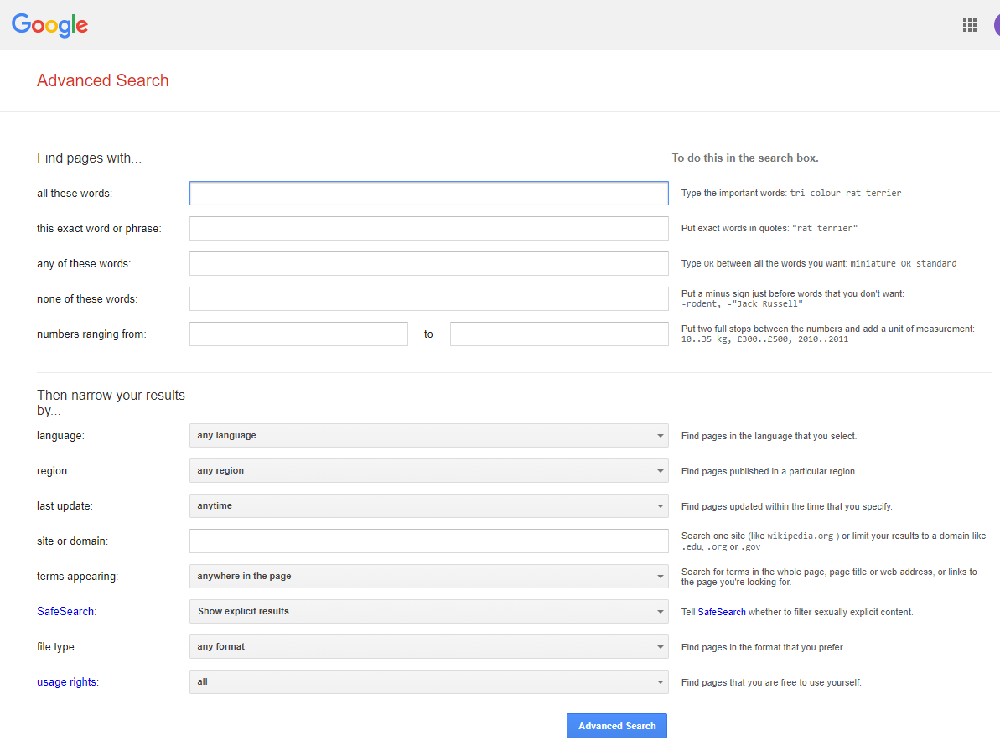 Google
Advanced Search
Find pages with...
To do this in the search box.
all these words:
Type the important words: tri-colour rat terrier
this exact word or phrase:
Put exact words in quotes: "rat terrier"
any of these words:
Type OR between all the words you want: miniature OR standard
none of these words:
Put a minus sign just before words that you don't want:
-rodent, -"Jack Russell"
numbers ranging from:
to
Put two full stops between the numbers and add a unit of measurement:
10..35 kg, £300..£500, 2010..2011
Then narrow your results
by...
language:
any language
Find pages in the language that you select.
region:
any region
Find pages published in a particular region.
last update:
anytime
Find pages updated within the time that you specify.
site or domain:
Search one site (like wikipedia.org ) or limit your results to a domain like
.edu, .org or .gov
terms appearing:
anywhere in the page
Search for terms in the whole page, page title or web address, or links to
the page you're looking for.
SafeSearch:
Show explicit results
Tell SafeSearch whether to filter sexually explicit content.
file type:
any format
Find pages in the format that you prefer.
usage rights:
all
Find pages that you are free to use yourself.
Advanced Search